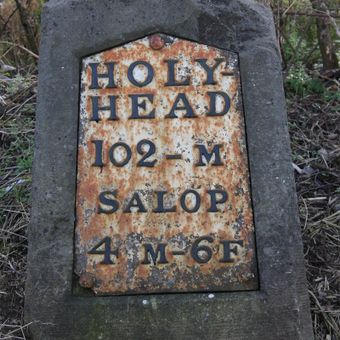 HOLY-
HEAD
102-M
SALOP
4 M-6F